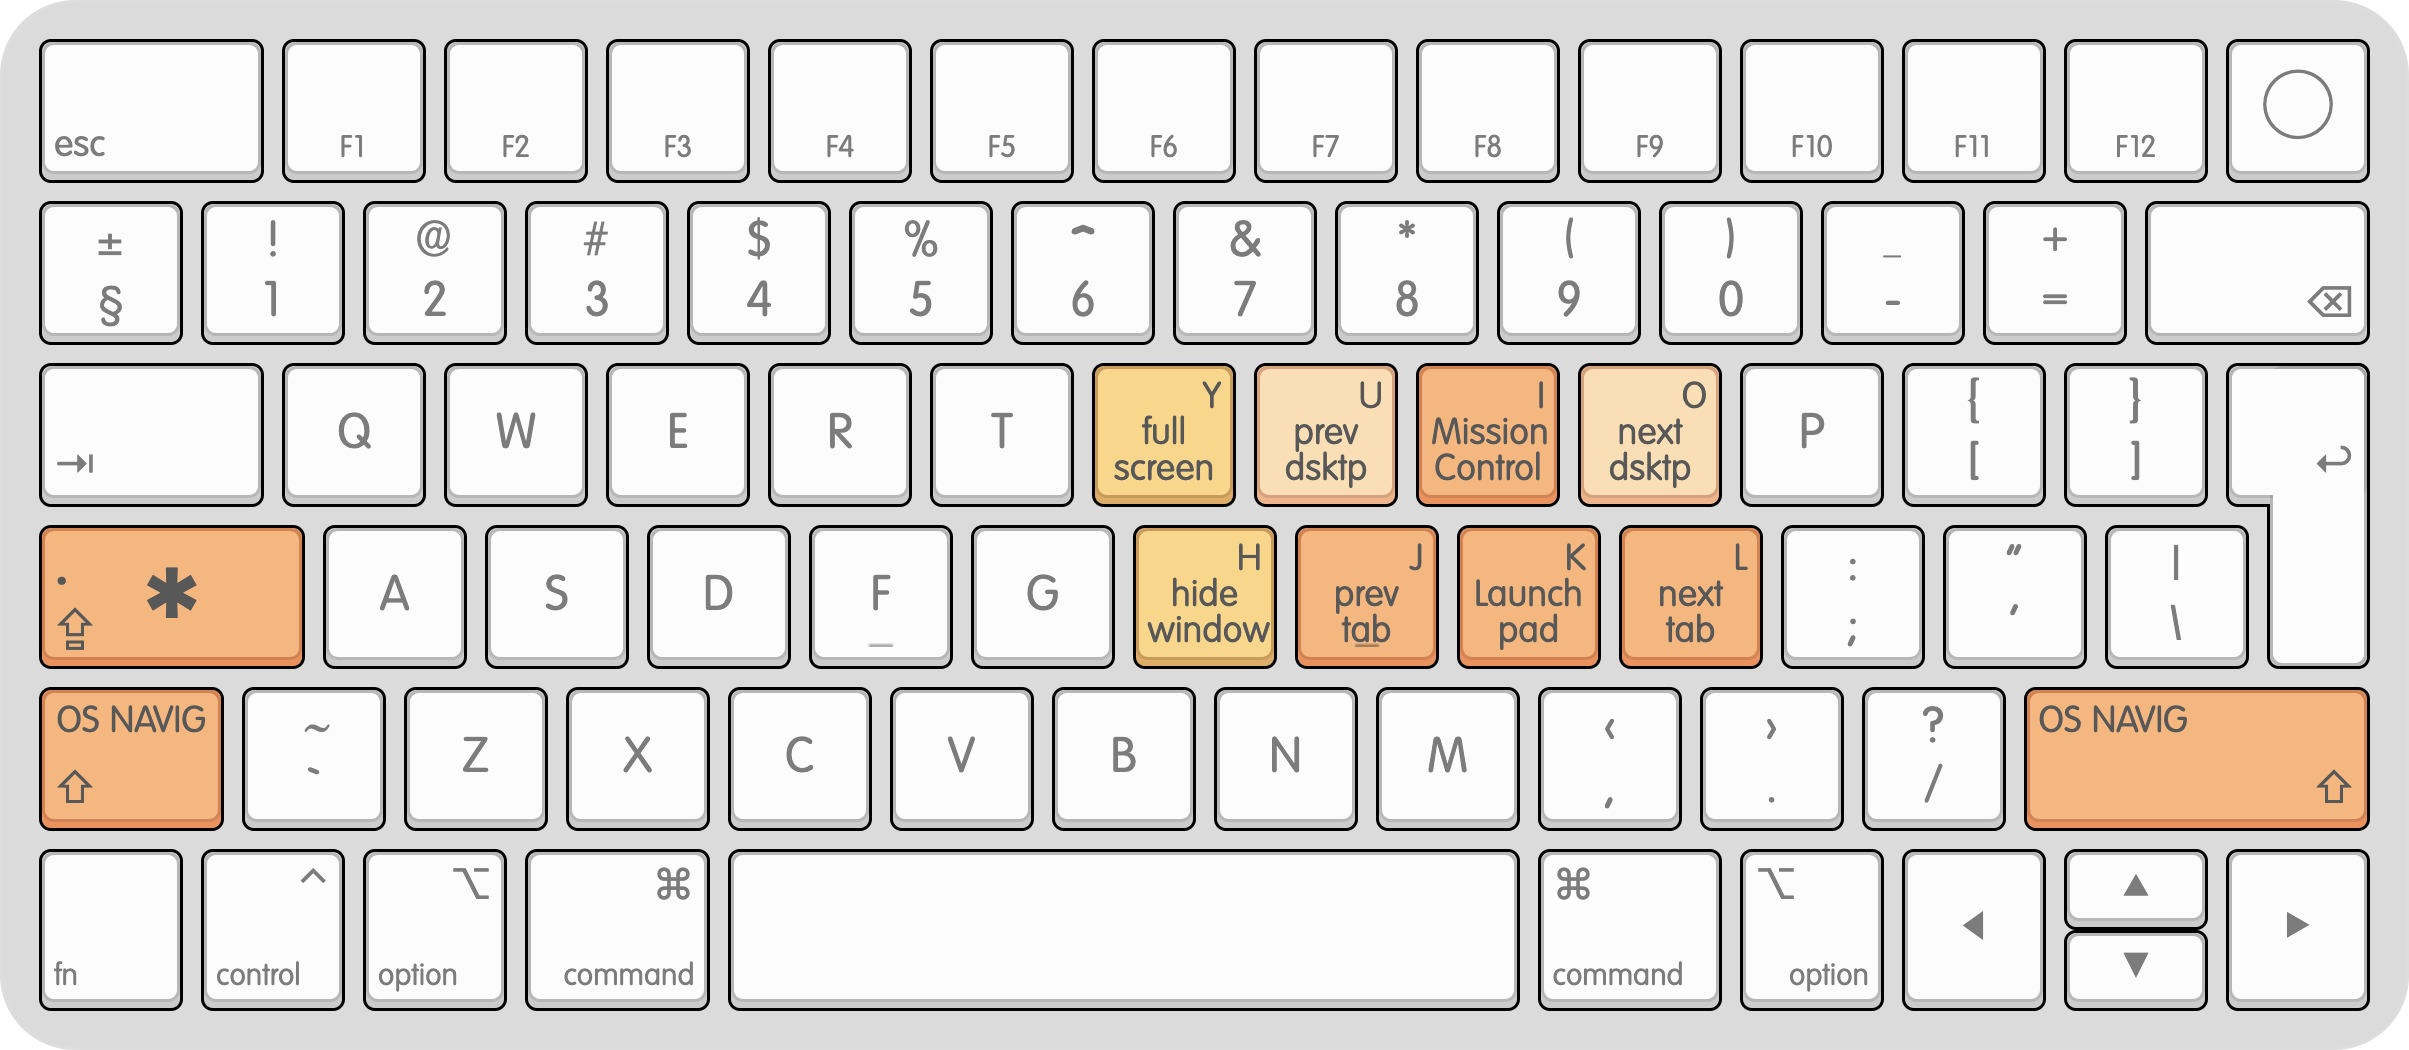 esc F1 F2 F3 F4 F5 F6 F7 F8 F9 F10 F11 F12
± ! @ # $ % ^ & * ( ) _ +
§ 1 2 3 4 5 6 7 8 9 0 - = ⌫
⇥ Q W E R T
Y
full
screen
U
prev
dsktp
I
Mission
Control
O
next
dsktp
P
{
[
}
]
↩
• ⇪ ✱
A S D F G
_
H
hide
window
J
prev
tab
_
K
Launch
pad
L
next
tab
:
;
"
'
|
\
OS NAVIG
⇧
~
`
Z X C V B N M
‹
,
›
.
?
/
OS NAVIG
⇧
fn
^
control
⌥
option
⌘
command
⌘
command
⌥
option
◀ ▲ ▼ ▶